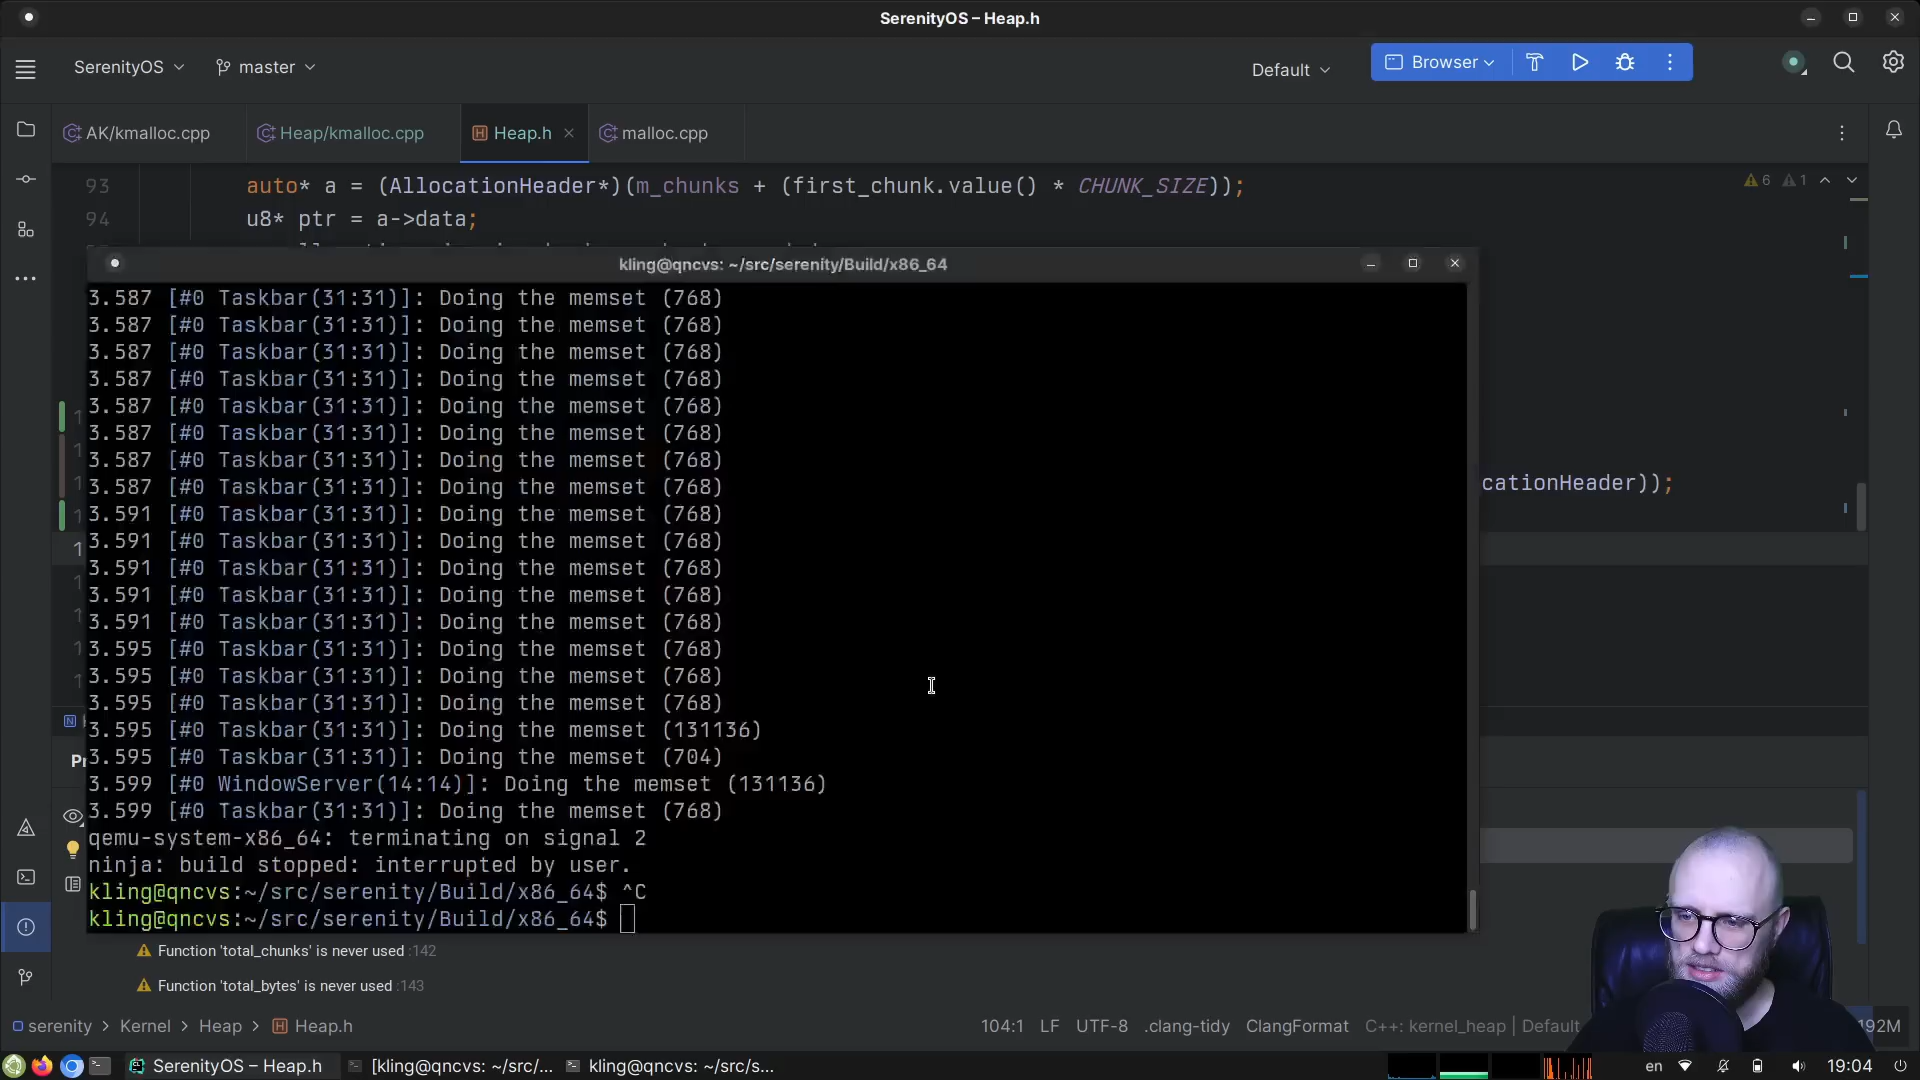 SerenityOS – Heap.h
SerenityOS
master
Default
Browser
AK/kmalloc.cpp
Heap/kmalloc.cpp
Heap.h
malloc.cpp
93 auto* a = (AllocationHeader*)(m_chunks + (first_chunk.value() * CHUNK_SIZE));
6 1
94 u8* ptr = a->data;
kling@qncvs: ~/src/serenity/Build/x86_64
3.587 [#0 Taskbar(31:31)]: Doing the memset (768)
3.587 [#0 Taskbar(31:31)]: Doing the memset (768)
3.587 [#0 Taskbar(31:31)]: Doing the memset (768)
3.587 [#0 Taskbar(31:31)]: Doing the memset (768)
3.587 [#0 Taskbar(31:31)]: Doing the memset (768)
3.587 [#0 Taskbar(31:31)]: Doing the memset (768)
3.587 [#0 Taskbar(31:31)]: Doing the memset (768)
3.587 [#0 Taskbar(31:31)]: Doing the memset (768)
cationHeader));
3.591 [#0 Taskbar(31:31)]: Doing the memset (768)
3.591 [#0 Taskbar(31:31)]: Doing the memset (768)
3.591 [#0 Taskbar(31:31)]: Doing the memset (768)
3.591 [#0 Taskbar(31:31)]: Doing the memset (768)
3.591 [#0 Taskbar(31:31)]: Doing the memset (768)
3.595 [#0 Taskbar(31:31)]: Doing the memset (768)
3.595 [#0 Taskbar(31:31)]: Doing the memset (768)
3.595 [#0 Taskbar(31:31)]: Doing the memset (768)
3.595 [#0 Taskbar(31:31)]: Doing the memset (131136)
3.595 [#0 Taskbar(31:31)]: Doing the memset (704)
3.599 [#0 WindowServer(14:14)]: Doing the memset (131136)
3.599 [#0 Taskbar(31:31)]: Doing the memset (768)
qemu-system-x86_64: terminating on signal 2
ninja: build stopped: interrupted by user.
kling@qncvs:~/src/serenity/Build/x86_64$ ^C
kling@qncvs:~/src/serenity/Build/x86_64$
Function 'total_chunks' is never used :142
Function 'total_bytes' is never used :143
serenity > Kernel > Heap > Heap.h
104:1 LF UTF-8 .clang-tidy ClangFormat C++: kernel_heap | Default
192M
SerenityOS – Heap.h
[kling@qncvs: ~/src/...
kling@qncvs: ~/src/s...
en
19:04